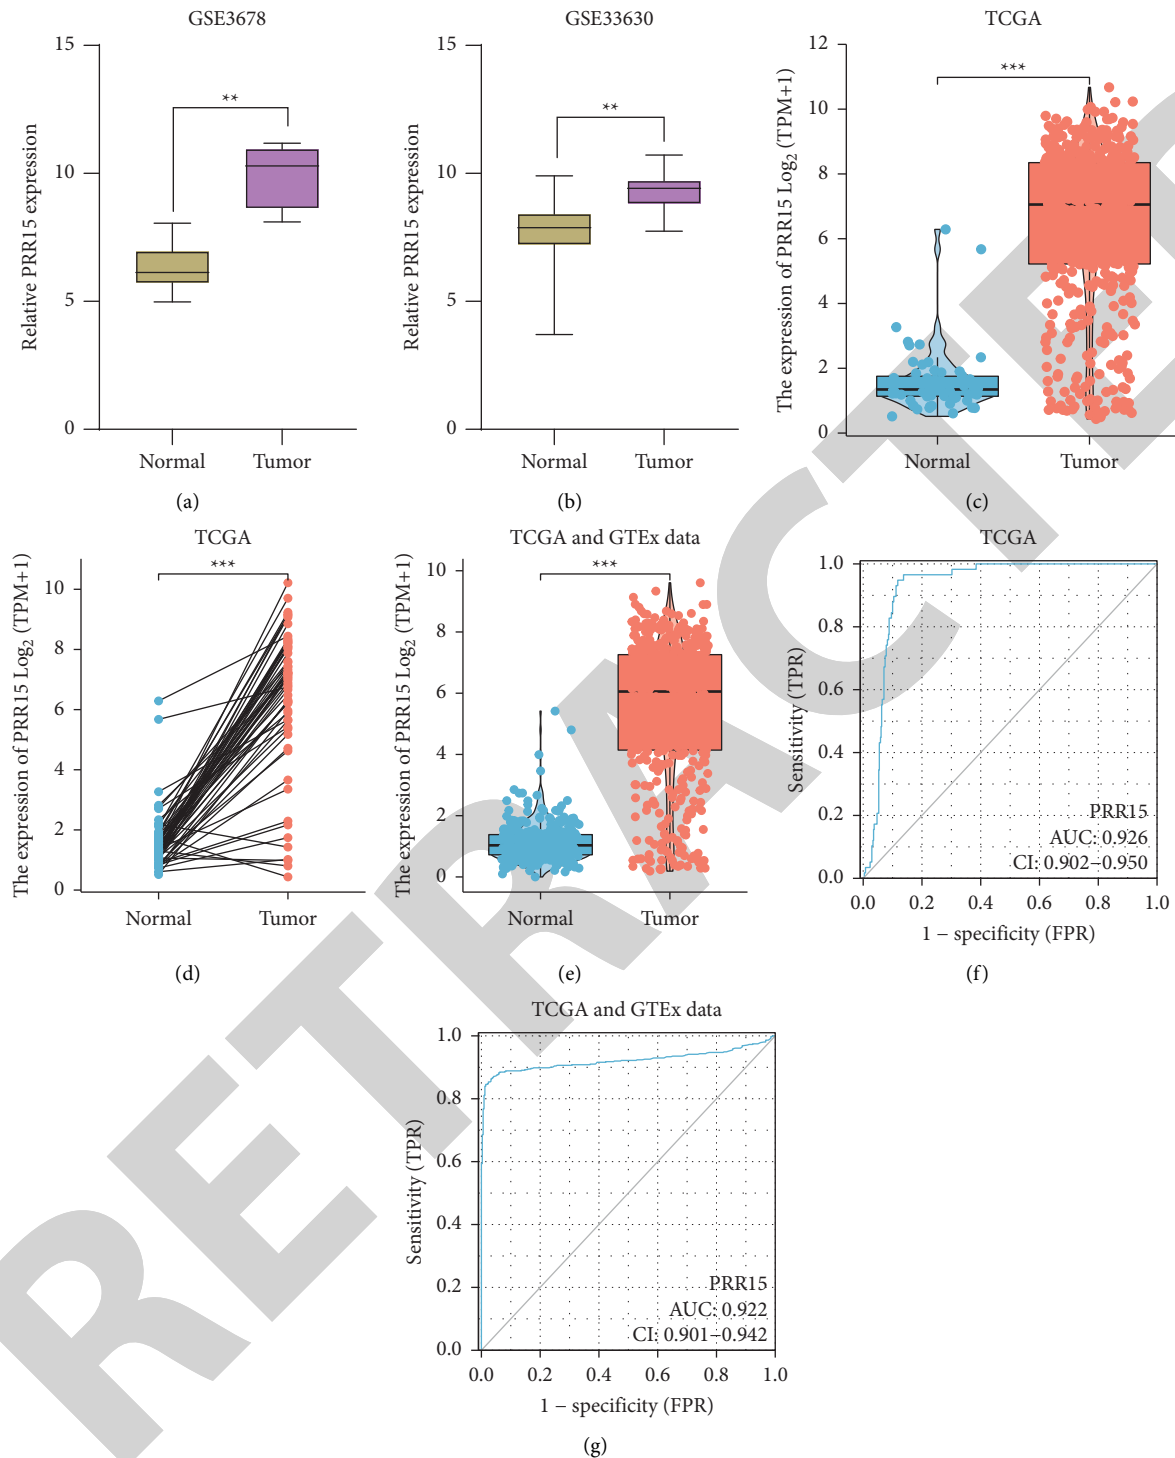 GSE3678
15
10
5
0
Relative PRR15 expression
**
Normal
Tumor
(a)
GSE33630
15
10
5
0
Relative PRR15 expression
**
Normal
Tumor
(b)
TCGA
12
10
8
6
4
2
0
The expression of PRR15 Log2 (TPM+1)
***
Normal
Tumor
(c)
TCGA
10
8
6
4
2
0
The expression of PRR15 Log2 (TPM+1)
***
Normal
Tumor
(d)
TCGA and GTEx data
10
8
6
4
2
0
The expression of PRR15 Log2 (TPM+1)
***
Normal
Tumor
(e)
TCGA
1.0
0.8
0.6
0.4
0.2
0.0
Sensitivity (TPR)
PRR15
AUC: 0.926
CI: 0.902–0.950
0.0 0.2 0.4 0.6 0.8 1.0
1 – specificity (FPR)
(f)
TCGA and GTEx data
1.0
0.8
0.6
0.4
0.2
0.0
Sensitivity (TPR)
PRR15
AUC: 0.922
CI: 0.901–0.942
0.0 0.2 0.4 0.6 0.8 1.0
1 – specificity (FPR)
(g)
RETRACTED